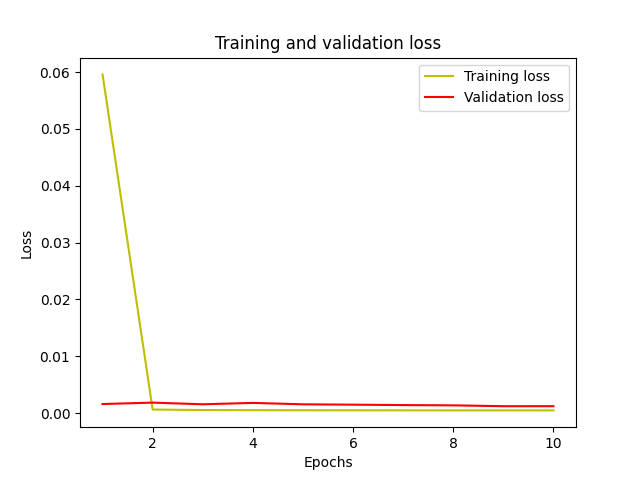 Training and validation loss
Training loss
Validation loss
0.06
0.05
0.04
0.03
0.02
0.01
0.00
Loss
2
4
6
8
10
Epochs